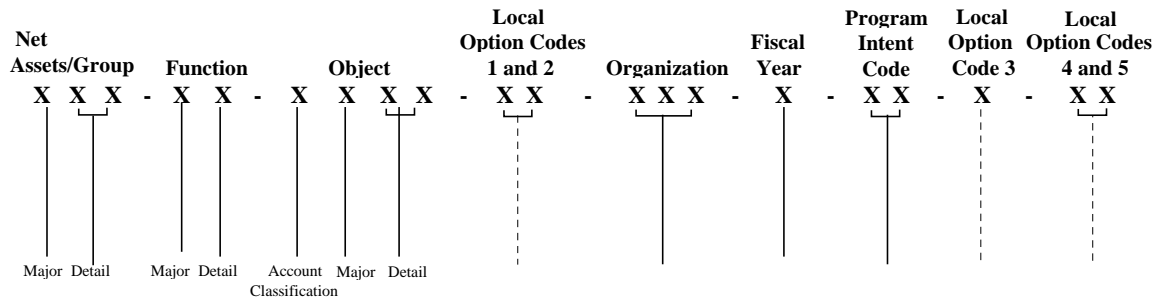 Net Assets/Group
Function
Object
Local Option Codes 1 and 2
Organization
Fiscal Year
Program Intent Code
Local Option Code 3
Local Option Codes 4 and 5
X X X - X X - X X X X - X X - X X X - X - X X - X - X X
Major Detail Major Detail Account Classification Major Detail